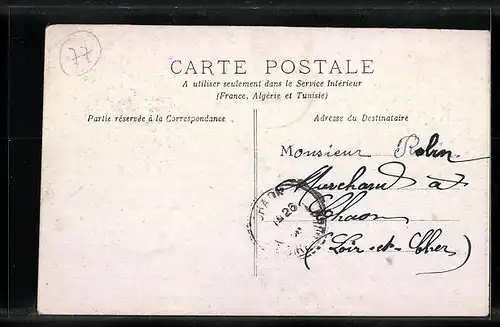 77
CARTE POSTALE
A utiliser seulement dans le Service Intérieur
(France, Algérie et Tunisie)
Partie réservée à la Correspondance
Adresse du Destinataire
Monsieur Robin
Marchand à
Chaon
(Loir-et-Cher)